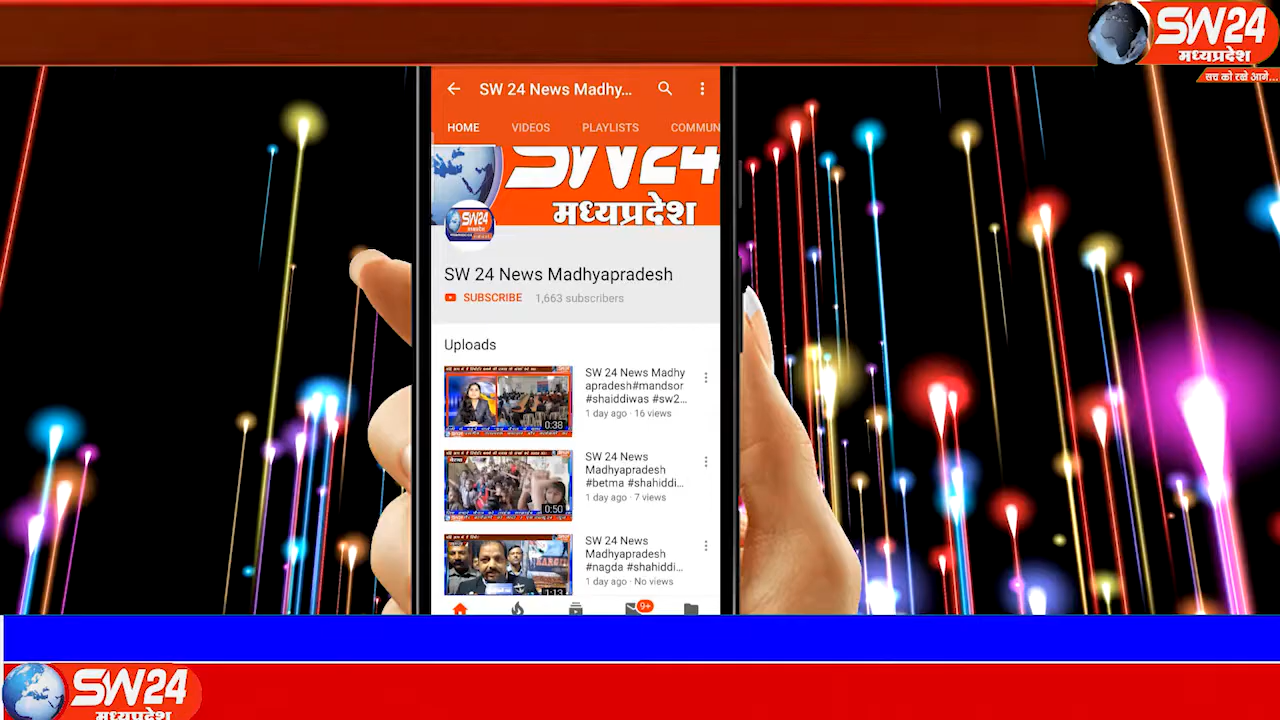 SW24
मध्यप्रदेश
सच को रखे आगे...
SW 24 News Madhy...
HOME VIDEOS PLAYLISTS COMMUN
SW24
मध्यप्रदेश
SW24
SW 24 News Madhyapradesh
SUBSCRIBE 1,663 subscribers
Uploads
SW 24 News Madhy
apradesh#mandsor
#shaiddiwas #sw2...
1 day ago · 16 views
0:38
SW 24 News
Madhyapradesh
#betma #shahiddi...
1 day ago · 7 views
0:50
SW 24 News
Madhyapradesh
#nagda #shahiddi...
1 day ago · No views
1:13
9+
SW24
मध्यप्रदेश